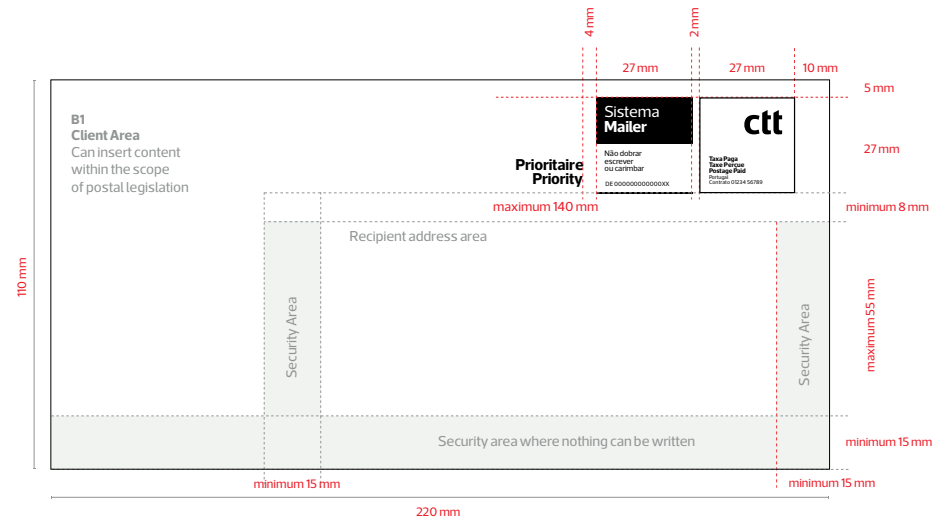 4 mm
2 mm
27 mm
27 mm
10 mm
5 mm
B1
Client Area
Can insert content
within the scope
of postal legislation
Sistema
Mailer
ctt
27 mm
Não dobrar
escrever
ou carimbar
DE 000000000000XX
Taxa Paga
Taxe Perçue
Postage Paid
Portugal
Contrato 01234 56789
Prioritaire
Priority
maximum 140 mm
minimum 8 mm
Recipient address area
110 mm
Security Area
Security Area
maximum 55 mm
Security area where nothing can be written
minimum 15 mm
minimum 15 mm
minimum 15 mm
220 mm